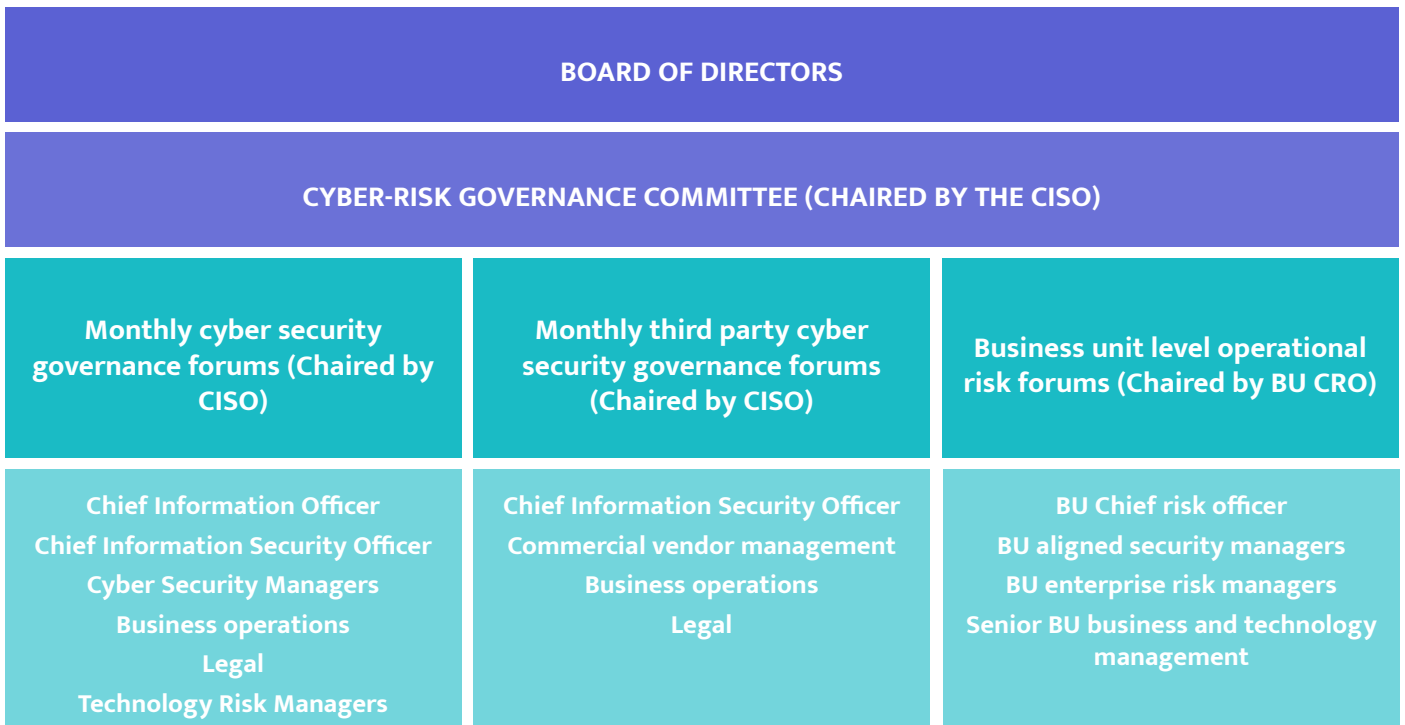 BOARD OF DIRECTORS
CYBER-RISK GOVERNANCE COMMITTEE (CHAIRED BY THE CISO)
Monthly cyber security
governance forums (Chaired by
CISO)
Monthly third party cyber
security governance forums
(Chaired by CISO)
Business unit level operational
risk forums (Chaired by BU CRO)
Chief Information Officer
Chief Information Security Officer
Cyber Security Managers
Business operations
Legal
Technology Risk Managers
Chief Information Security Officer
Commercial vendor management
Business operations
Legal
BU Chief risk officer
BU aligned security managers
BU enterprise risk managers
Senior BU business and technology
management